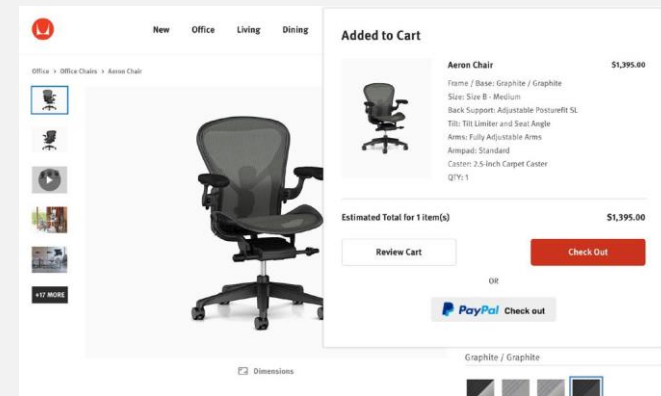 New Office Living Dining
Office > Office Chairs > Aeron Chair
+17 MORE
Dimensions
Added to Cart
Aeron Chair $1,395.00
Frame / Base: Graphite / Graphite
Size: Size B - Medium
Back Support: Adjustable Posturefit SL
Tilt: Tilt Limiter and Seat Angle
Arms: Fully Adjustable Arms
Armpad: Standard
Caster: 2.5-inch Carpet Caster
QTY: 1
Estimated Total for 1 item(s) $1,395.00
Review Cart Check Out
OR
PayPal Check out
Graphite / Graphite